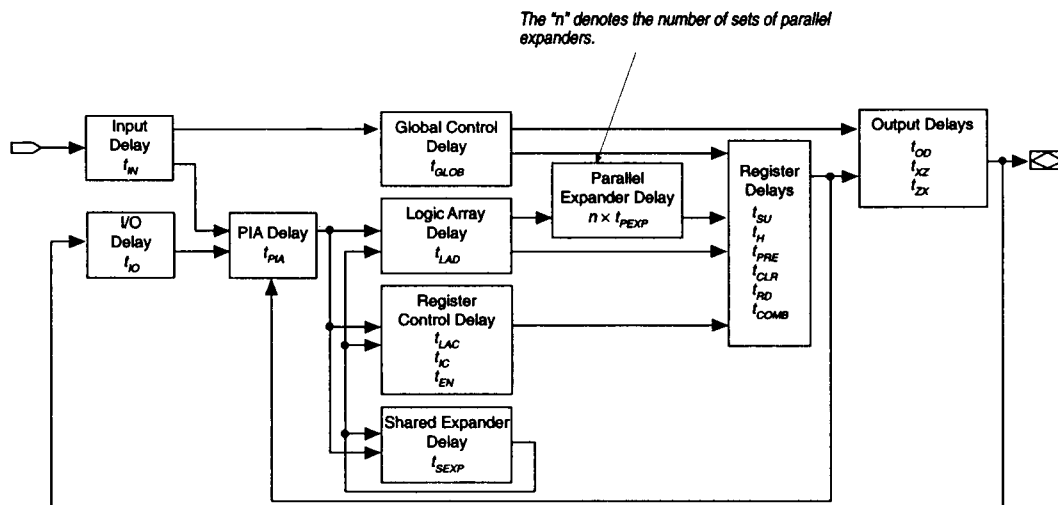 The "n" denotes the number of sets of parallel
expanders.
Input
Delay
tIN
Global Control
Delay
tGLOB
Output Delays
tOD
tXZ
tZX
Parallel
Expander Delay
n × tPEXP
Register
Delays
tSU
tH
tPRE
tCLR
tRD
tCOMB
I/O
Delay
tIO
PIA Delay
tPIA
Logic Array
Delay
tLAD
Register
Control Delay
tLAC
tIC
tEN
Shared Expander
Delay
tSEXP